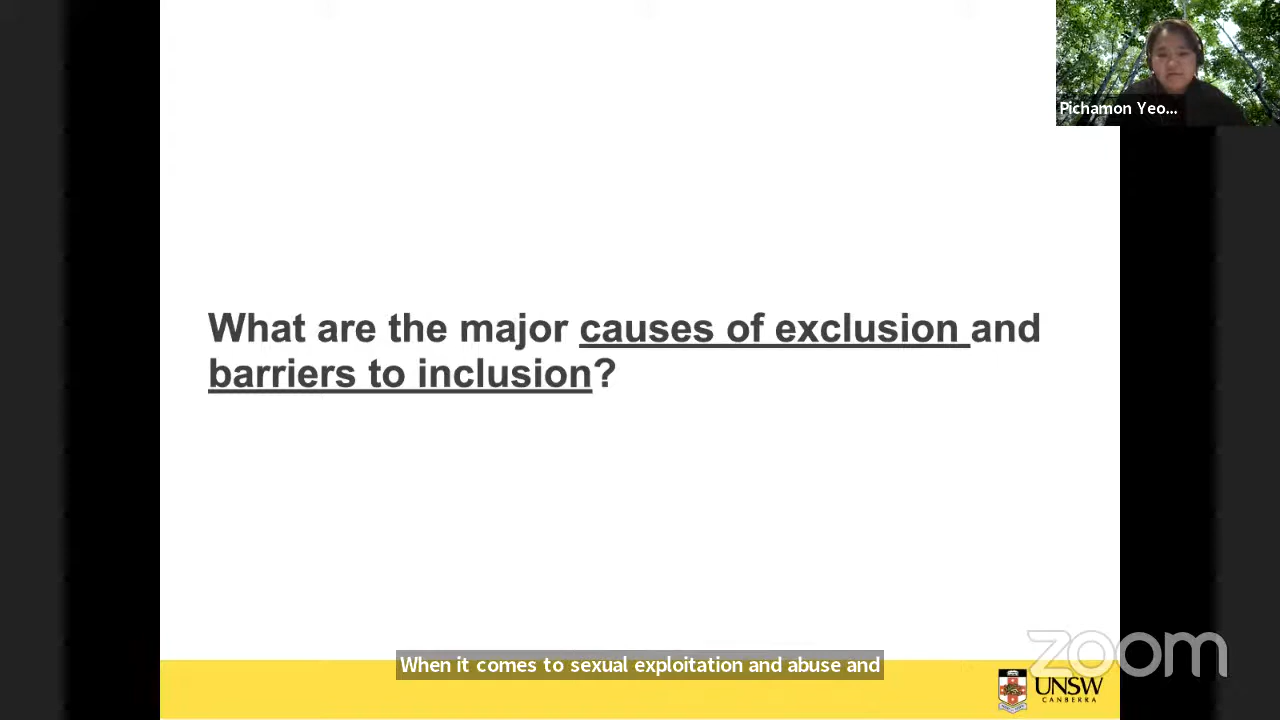 Pichamon Yeo...
What are the major causes of exclusion and
barriers to inclusion?
When it comes to sexual exploitation and abuse and
UNSW
CANBERRA
zoom